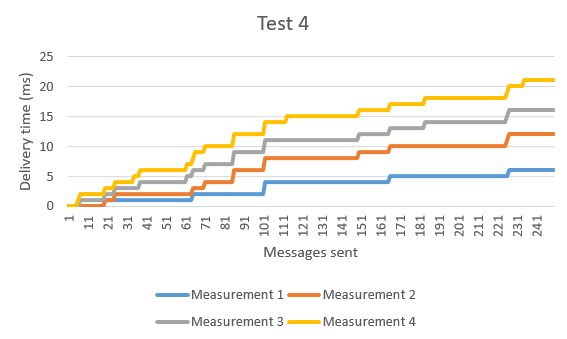 Test 4
25
20
15
10
5
0
Delivery time (ms)
1 11 21 31 41 51 61 71 81 91 101 111 121 131 141 151 161 171 181 191 201 211 221 231 241
Messages sent
Measurement 1 Measurement 2
Measurement 3 Measurement 4